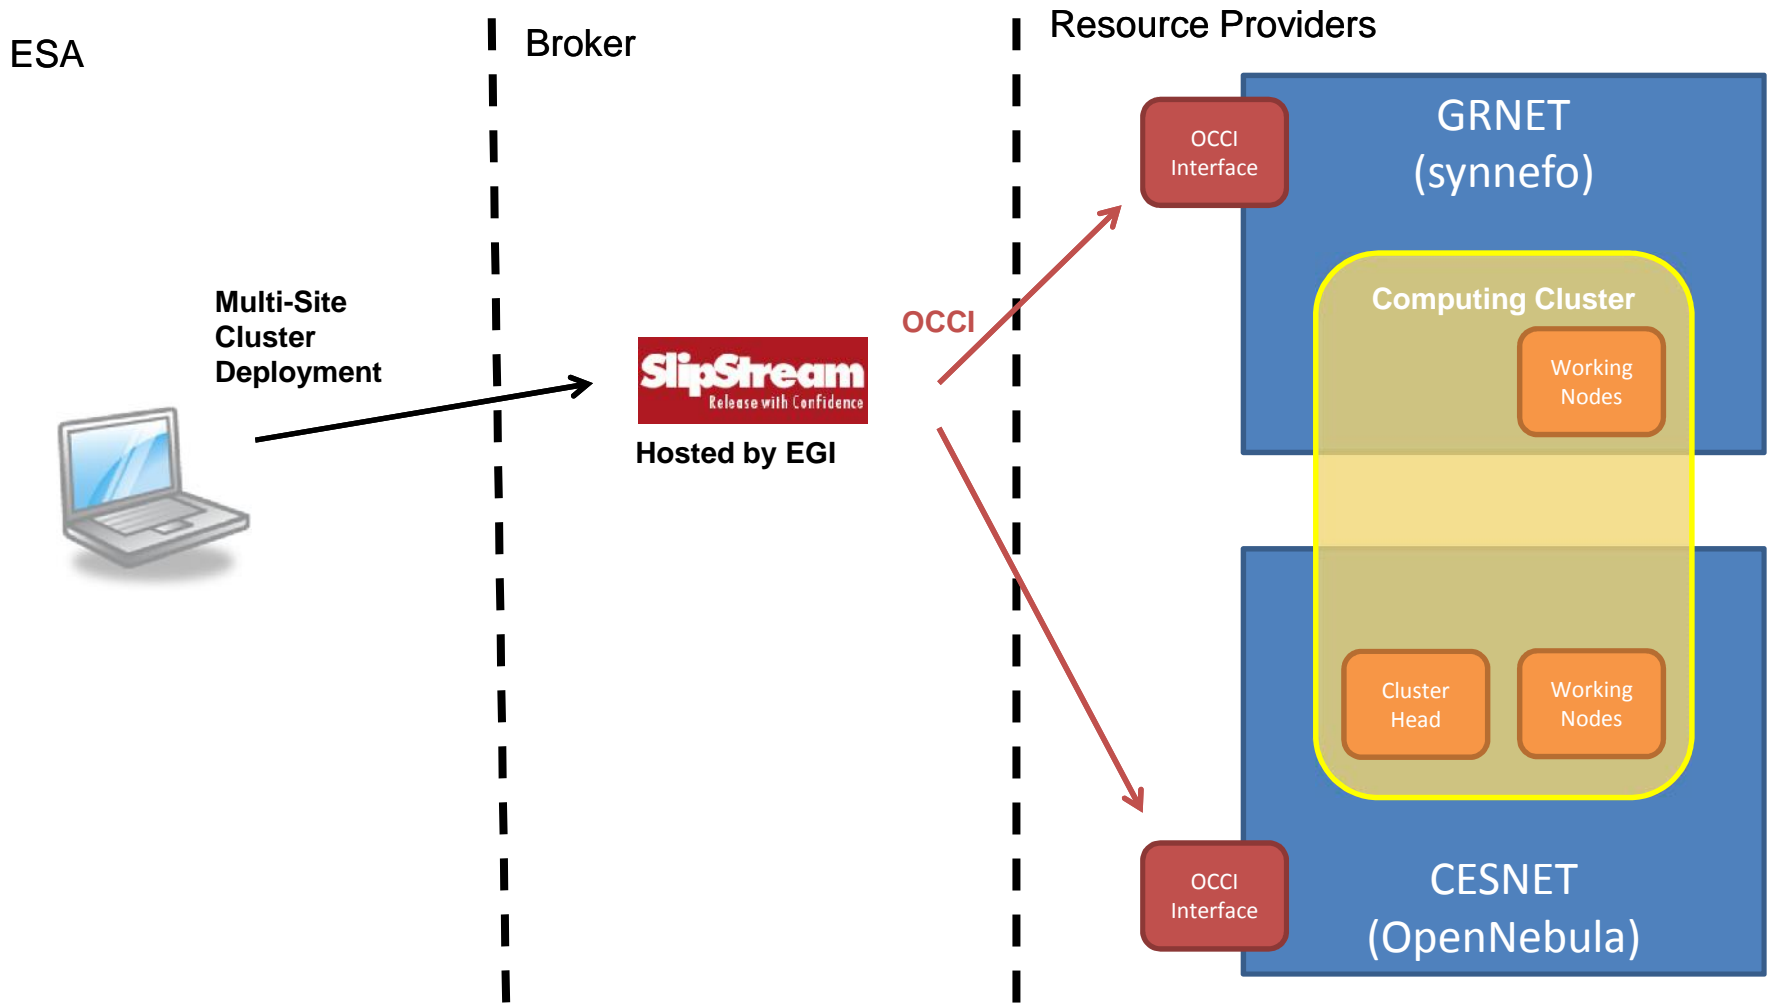 ESA
Broker
Resource Providers
Multi-Site
Cluster
Deployment
SlipStream
Release with Confidence
Hosted by EGI
OCCI
OCCI
Interface
GRNET
(synnefo)
Computing Cluster
Working
Nodes
Cluster
Head
Working
Nodes
OCCI
Interface
CESNET
(OpenNebula)